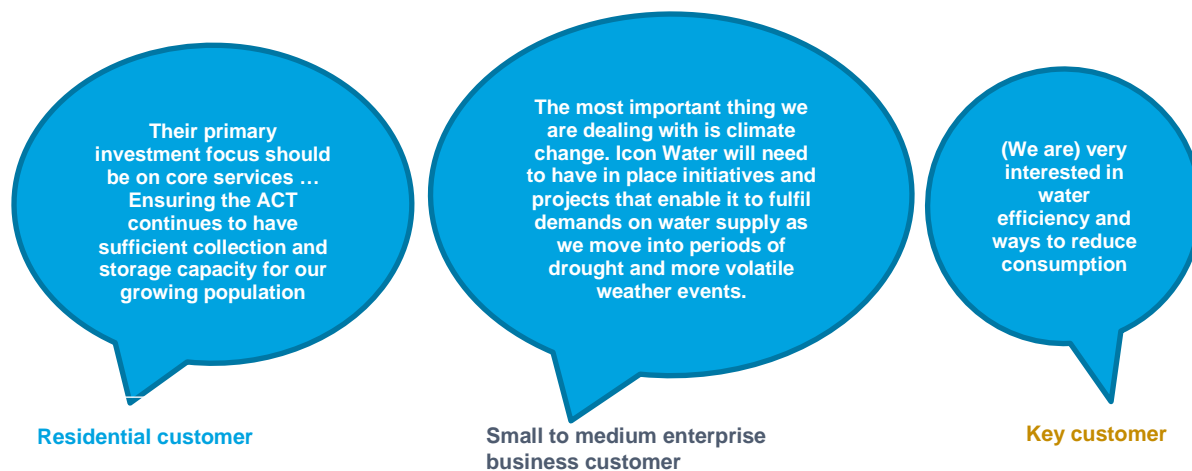 Their primary
investment focus should
be on core services …
Ensuring the ACT
continues to have
sufficient collection and
storage capacity for our
growing population
Residential customer
The most important thing we
are dealing with is climate
change. Icon Water will need
to have in place initiatives and
projects that enable it to fulfil
demands on water supply as
we move into periods of
drought and more volatile
weather events.
Small to medium enterprise
business customer
(We are) very
interested in
water
efficiency and
ways to reduce
consumption
Key customer